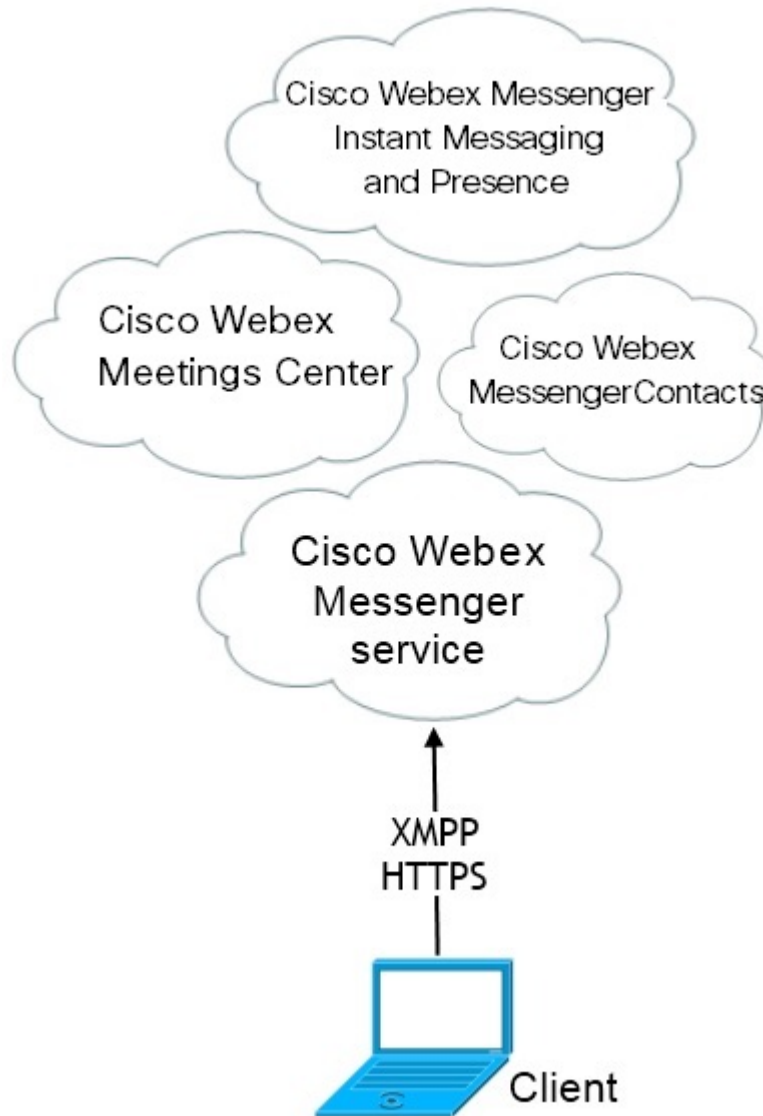 Cisco Webex Messenger
Instant Messaging
and Presence
Cisco Webex
Meetings Center
Cisco Webex
MessengerContacts
Cisco Webex
Messenger
service
XMPP
HTTPS
Client